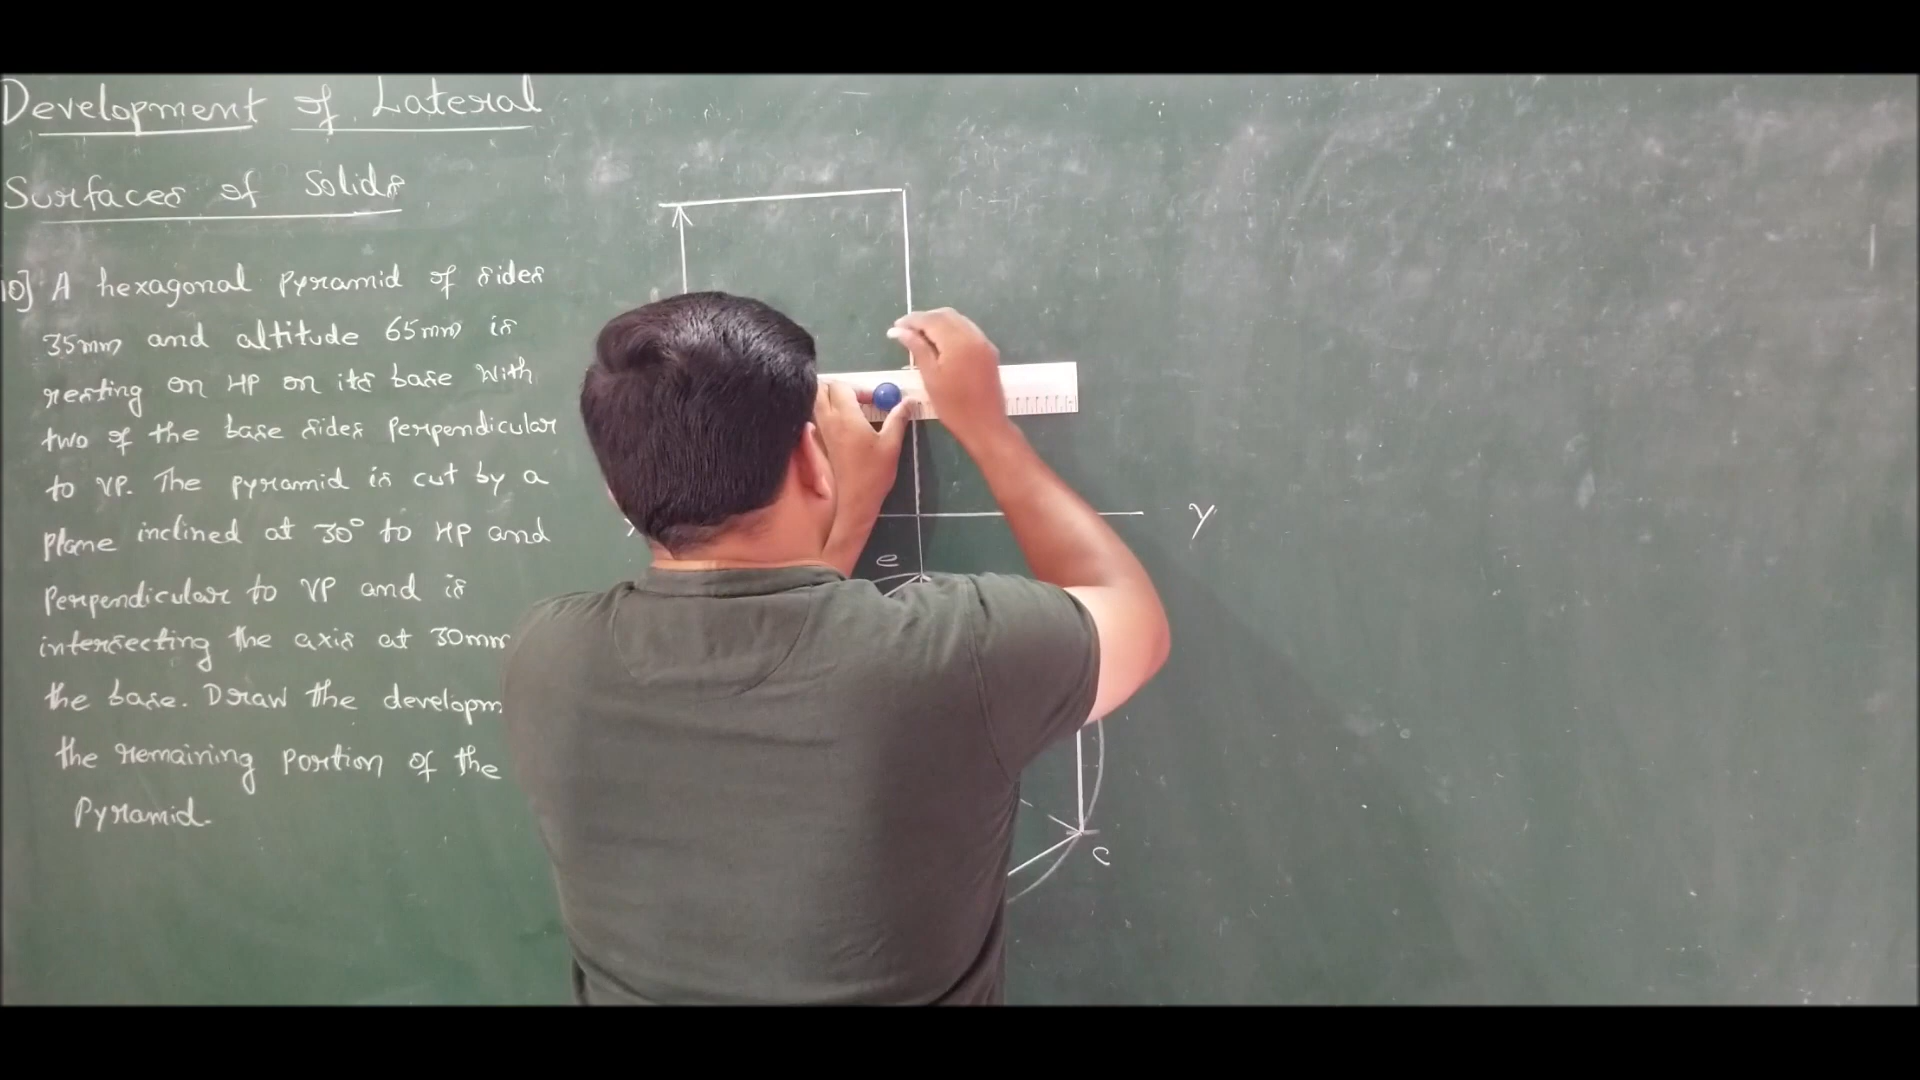 Development of Lateral
Surfaces of Solids
10] A hexagonal pyramid of sides
35mm and altitude 65mm is
resting on HP on its base with
two of the base sides perpendicular
to VP. The pyramid is cut by a
plane inclined at 30° to HP and
perpendicular to VP and is
intersecting the axis at 30mm
the base. Draw the developm
the remaining portion of the
pyramid.
Y
e
c